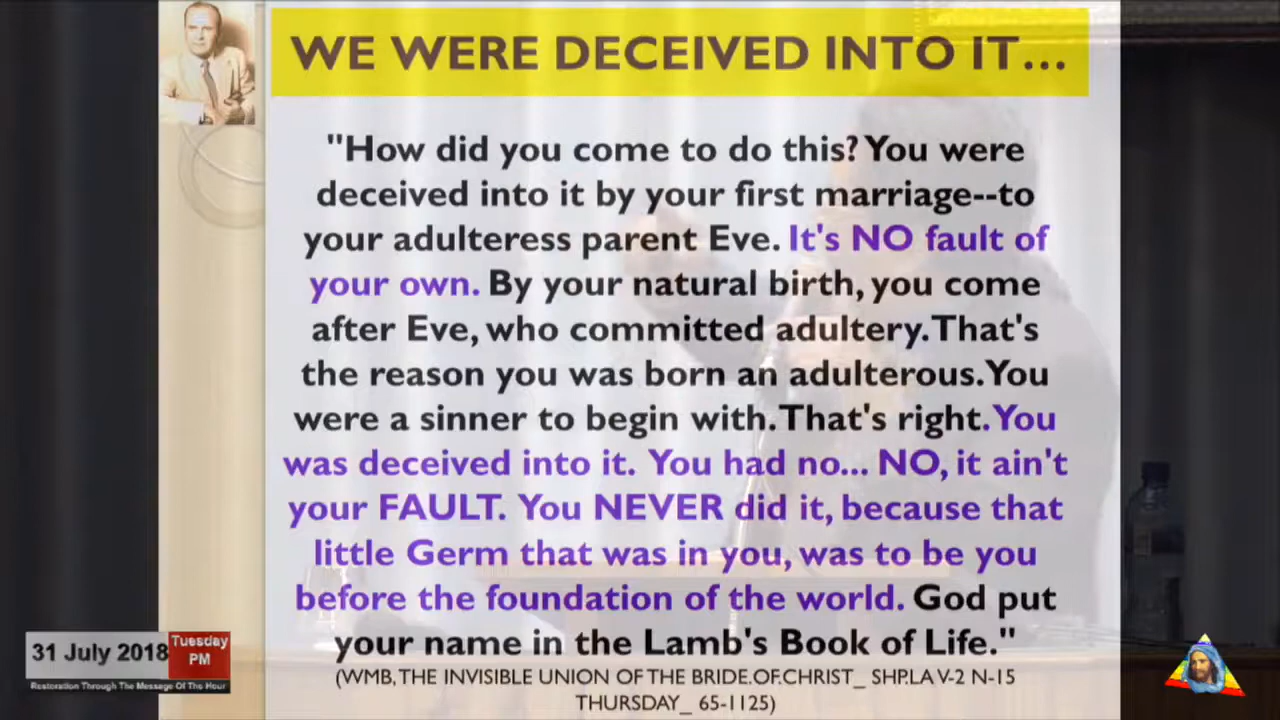 WE WERE DECEIVED INTO IT...
"How did you come to do this? You were
deceived into it by your first marriage--to
your adulteress parent Eve. It's NO fault of
your own. By your natural birth, you come
after Eve, who committed adultery. That's
the reason you was born an adulterous. You
were a sinner to begin with. That's right. You
was deceived into it. You had no... NO, it ain't
your FAULT. You NEVER did it, because that
little Germ that was in you, was to be you
before the foundation of the world. God put
your name in the Lamb's Book of Life."
(WMB, THE INVISIBLE UNION OF THE BRIDE.OF.CHRIST_ SHP.LA V-2 N-15
THURSDAY_ 65-1125)
31 July 2018
Tuesday
PM
Restoration Through The Message Of The Hour